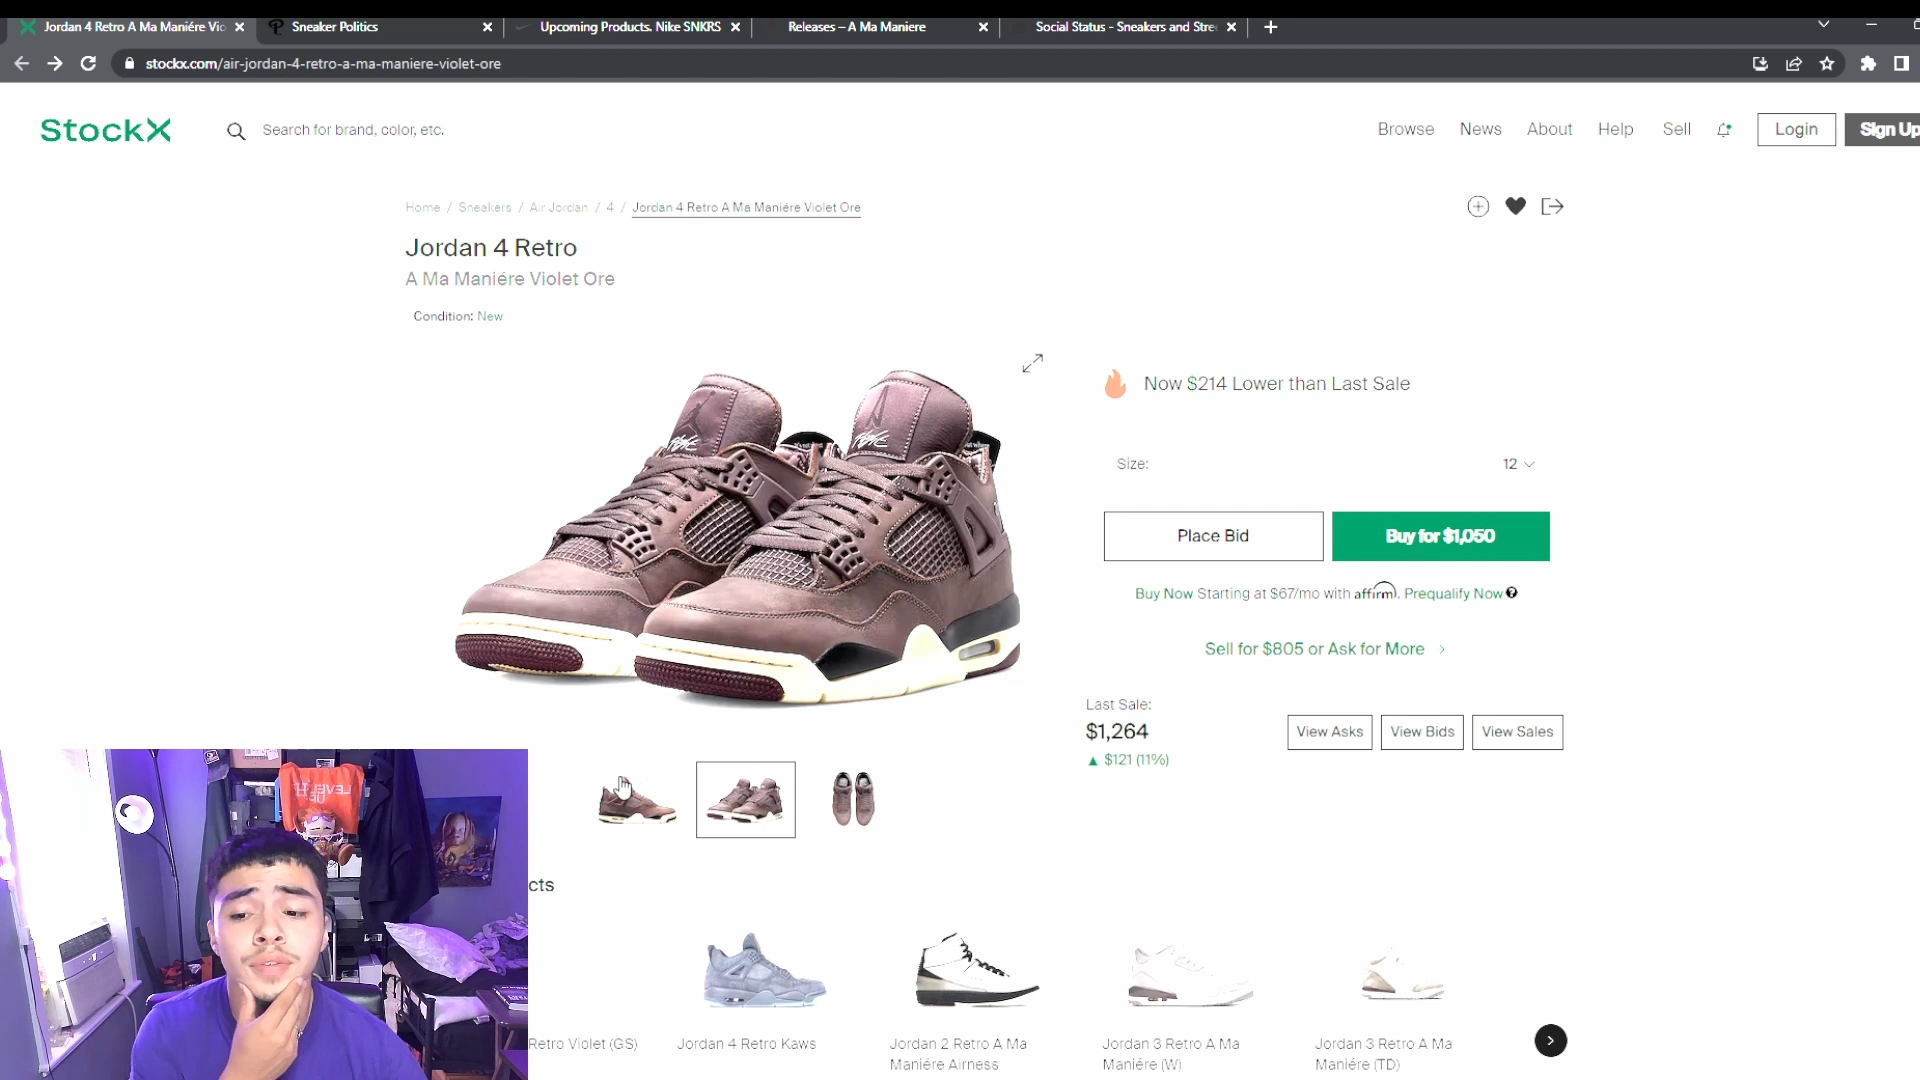 Jordan 4 Retro A Ma Maniére Vio
Sneaker Politics
Upcoming Products. Nike SNKRS
Releases – A Ma Maniere
Social Status - Sneakers and Stre
stockx.com/air-jordan-4-retro-a-ma-maniere-violet-ore
StockX
Search for brand, color, etc.
Browse
News
About
Help
Sell
Login
Sign Up
Home / Sneakers / Air Jordan / 4 / Jordan 4 Retro A Ma Maniére Violet Ore
Jordan 4 Retro
A Ma Maniére Violet Ore
Condition: New
Now $214 Lower than Last Sale
Size:
12
Place Bid
Buy for $1,050
Buy Now Starting at $67/mo with affirm. Prequalify Now
Sell for $805 or Ask for More
Last Sale:
$1,264
▲ $121 (11%)
View Asks
View Bids
View Sales
cts
Retro Violet (GS)
Jordan 4 Retro Kaws
Jordan 2 Retro A Ma
Maniére Airness
Jordan 3 Retro A Ma
Maniére (W)
Jordan 3 Retro A Ma
Maniére (TD)